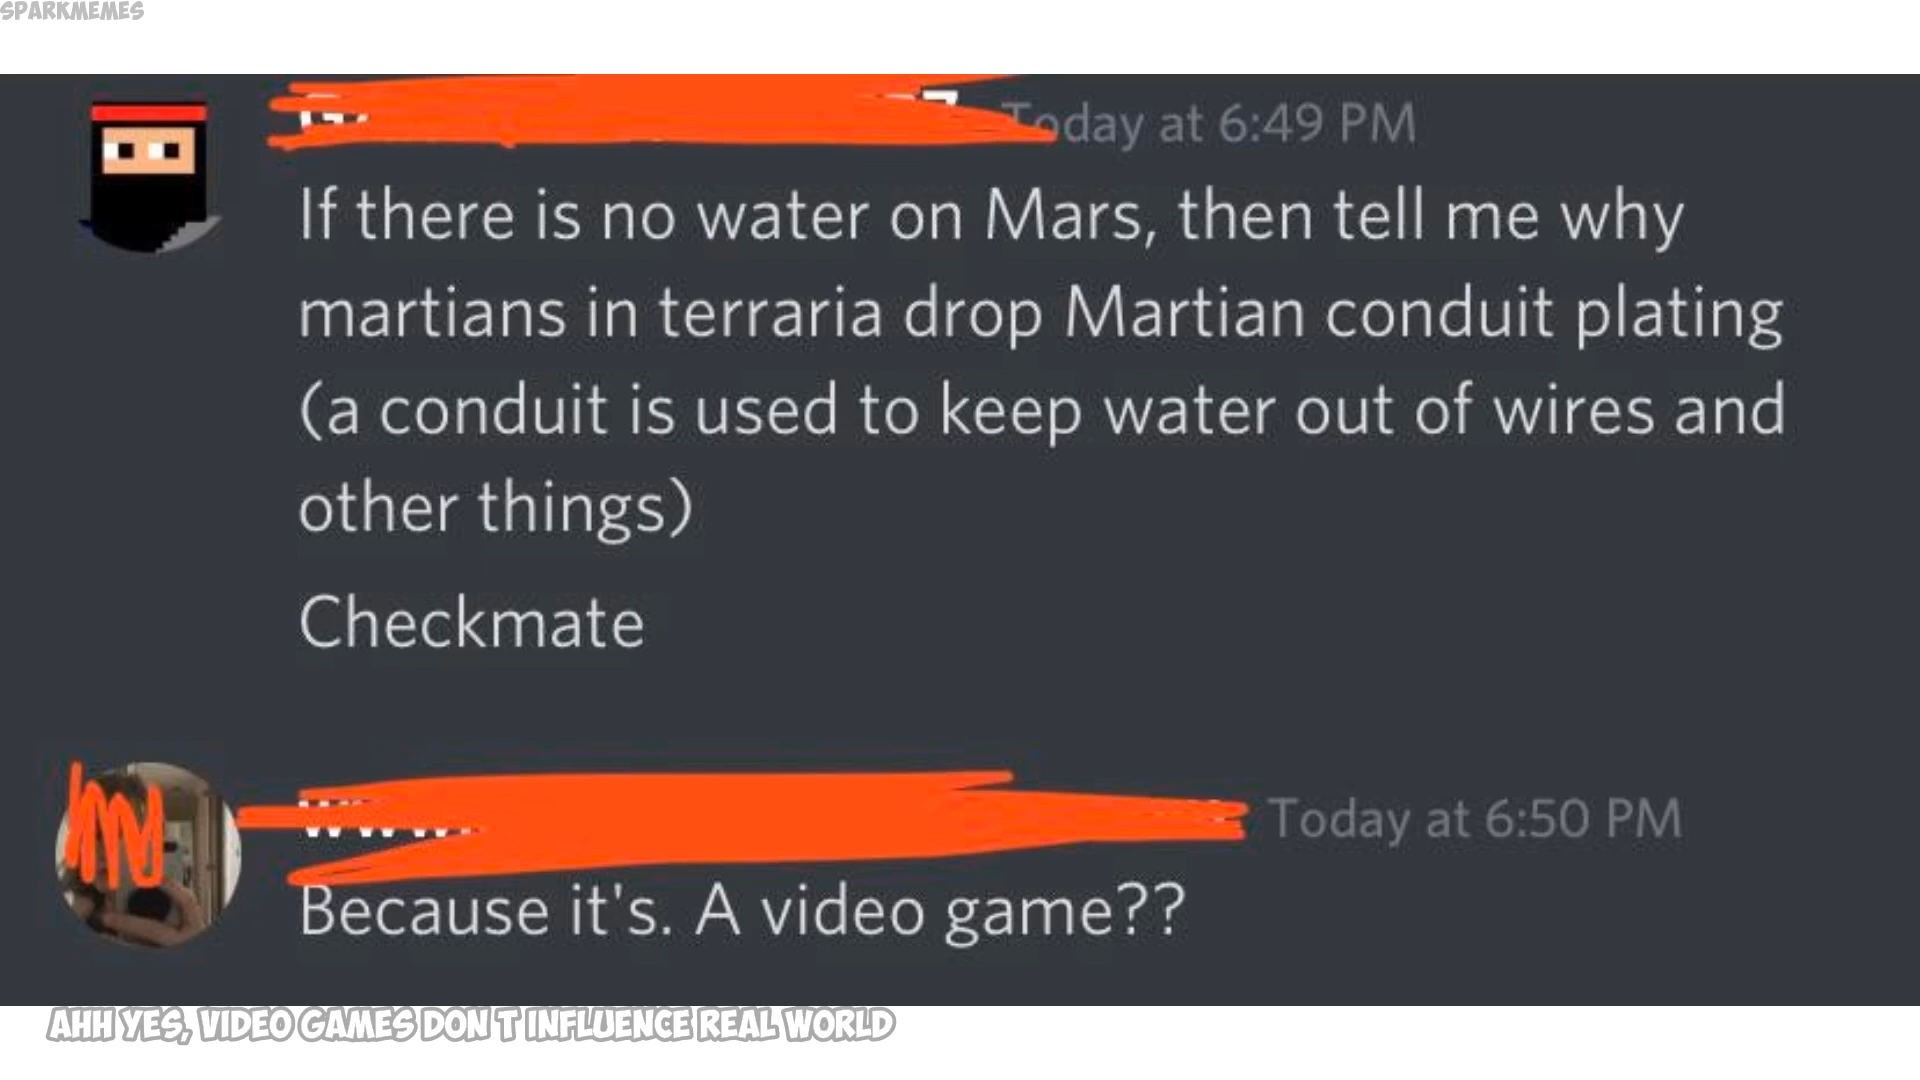 SPARKMEMES
Today at 6:49 PM
If there is no water on Mars, then tell me why
martians in terraria drop Martian conduit plating
(a conduit is used to keep water out of wires and
other things)
Checkmate
Today at 6:50 PM
Because it's. A video game??
AHH YES, VIDEO GAMES DON T INFLUENCE REAL WORLD